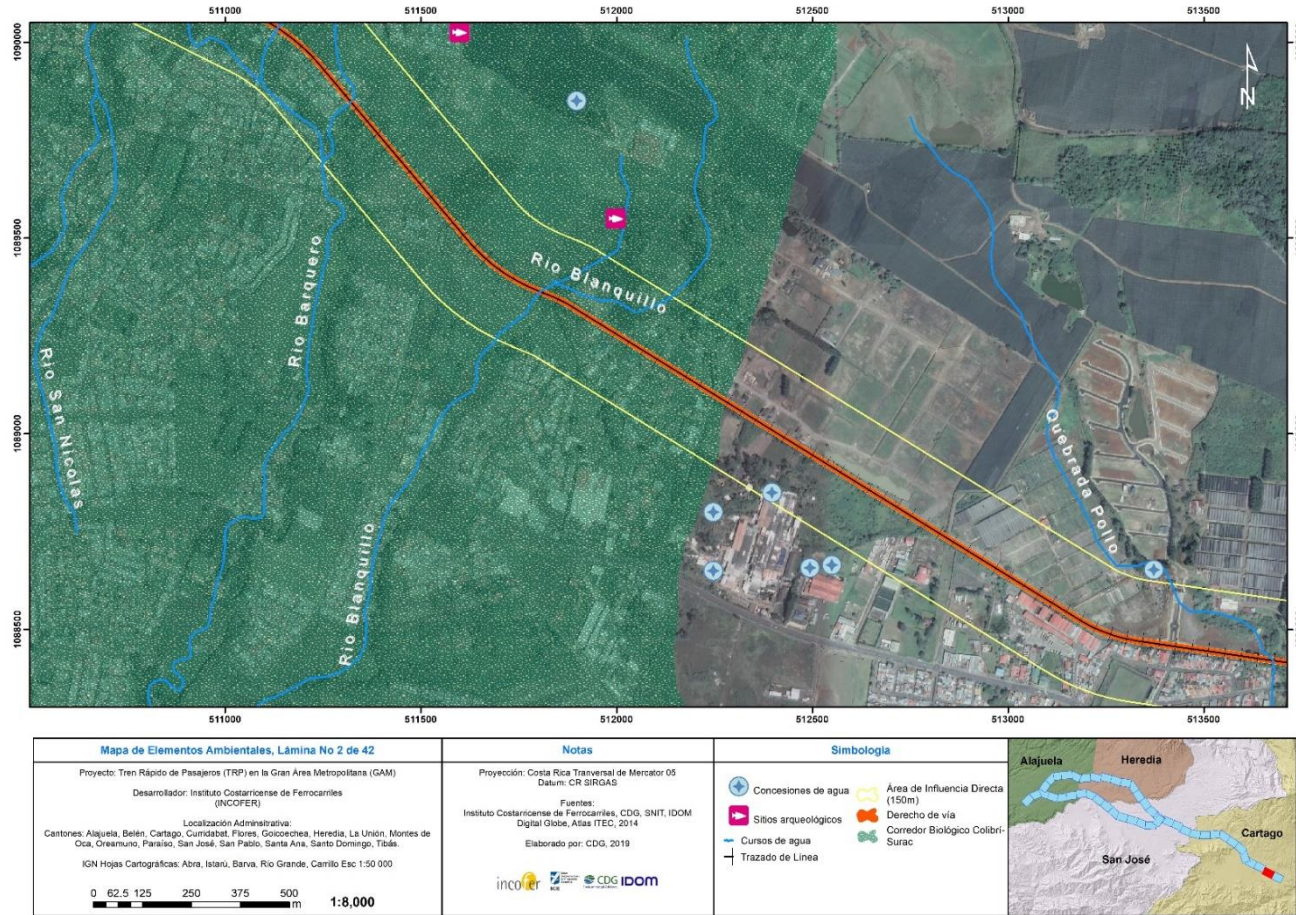 511000 511500 512000 512500 513000 513500
1090000
1089500
1089000
1088500
N
Rio San Nicolas
Rio Barquero
Rio Blanquillo
Rio Blanquillo
Quebrada Pollo
511000 511500 512000 512500 513000 513500
Mapa de Elementos Ambientales, Lámina No 2 de 42
Proyecto: Tren Rápido de Pasajeros (TRP) en la Gran Área Metropolitana (GAM)
Desarrollador: Instituto Costarricense de Ferrocarriles
(INCOFER)
Localización Adminsitrativa:
Cantones: Alajuela, Belén, Cartago, Curridabat, Flores, Goicoechea, Heredia, La Unión, Montes de
Oca, Oreamuno, Paraíso, San José, San Pablo, Santa Ana, Santo Domingo, Tibás.
IGN Hojas Cartográficas: Abra, Istarú, Barva, Río Grande, Carrillo Esc 1:50 000
0 62.5 125 250 375 500
m
1:8,000
Notas
Proyección: Costa Rica Tranversal de Mercator 05
Datum: CR SIRGAS
Fuentes:
Instituto Costarricense de Ferrocarriles, CDG, SNIT, IDOM
Digital Globe, Atlas ITEC, 2014
Elaborado por: CDG, 2019
incofer
CDG
IDOM
Simbología
Concesiones de agua
Sitios arqueológicos
Cursos de agua
Trazado de Linea
Área de Influencia Directa
(150m)
Derecho de vía
Corredor Biológico Colibrí-
Surac
Alajuela
Heredia
San José
Cartago